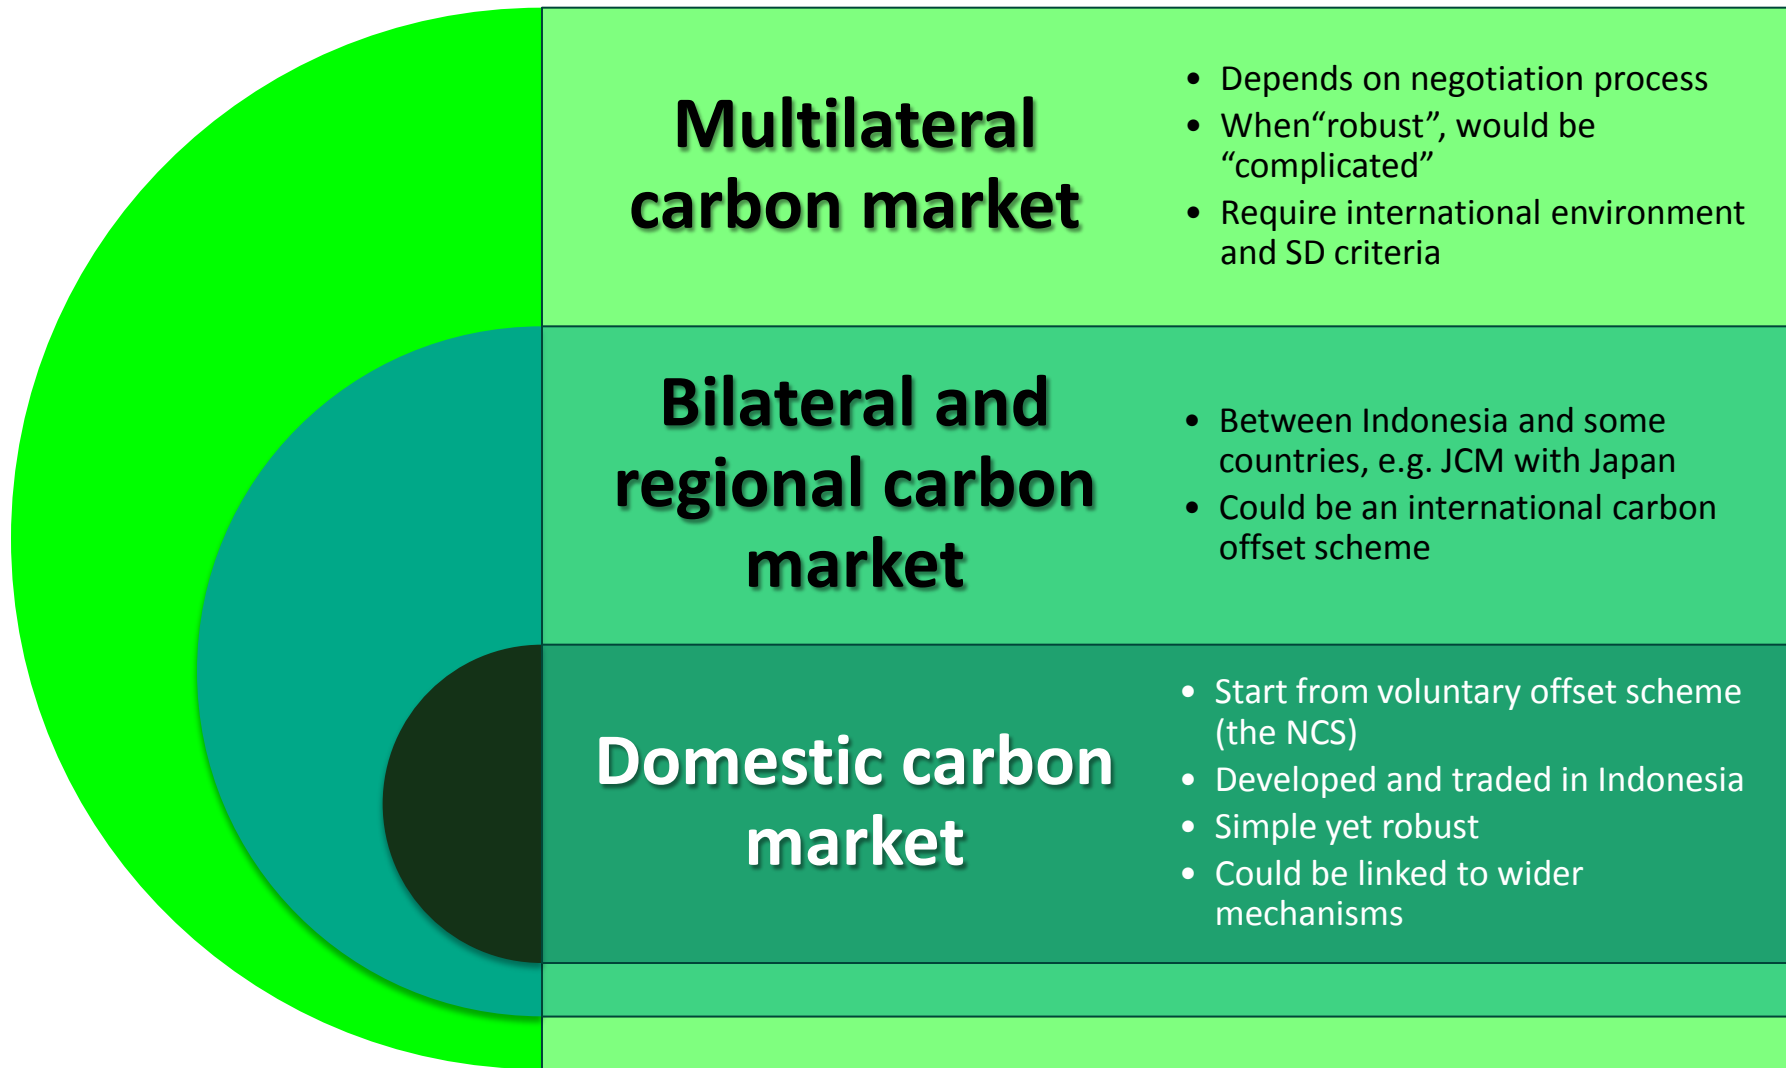 Multilateral
carbon market
• Depends on negotiation process
• When“robust”, would be
“complicated”
• Require international environment
and SD criteria
Bilateral and
regional carbon
market
• Between Indonesia and some
countries, e.g. JCM with Japan
• Could be an international carbon
offset scheme
Domestic carbon
market
• Start from voluntary offset scheme
(the NCS)
• Developed and traded in Indonesia
• Simple yet robust
• Could be linked to wider
mechanisms